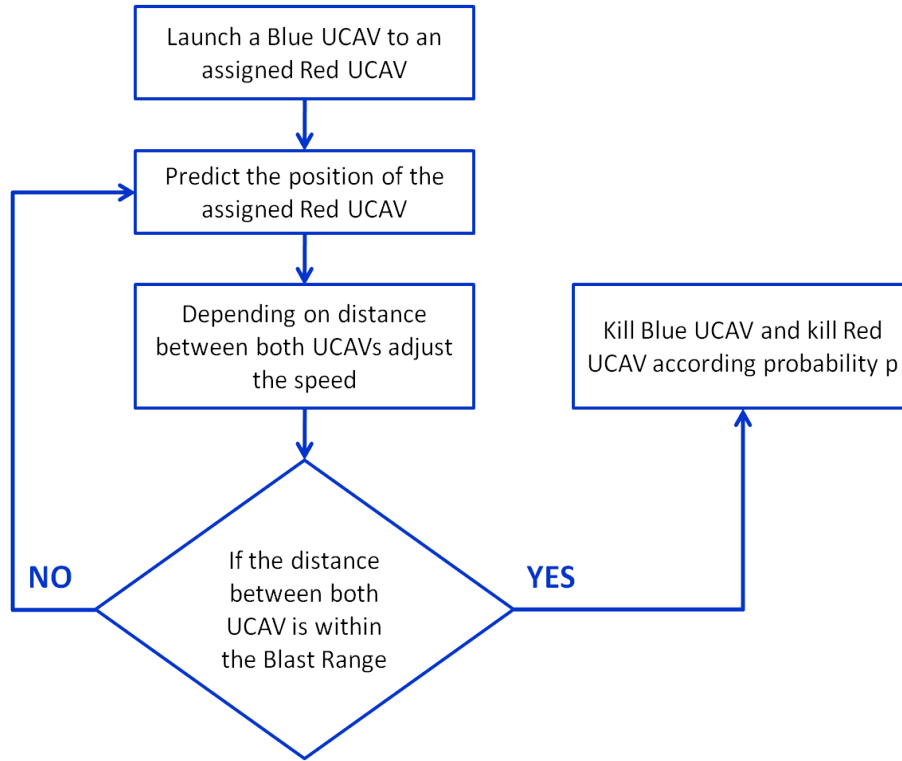 Launch a Blue UCAV to an
assigned Red UCAV
Predict the position of the
assigned Red UCAV
Depending on distance
between both UCAVs adjust
the speed
Kill Blue UCAV and kill Red
UCAV according probability p
If the distance
between both
UCAV is within
the Blast Range
NO
YES